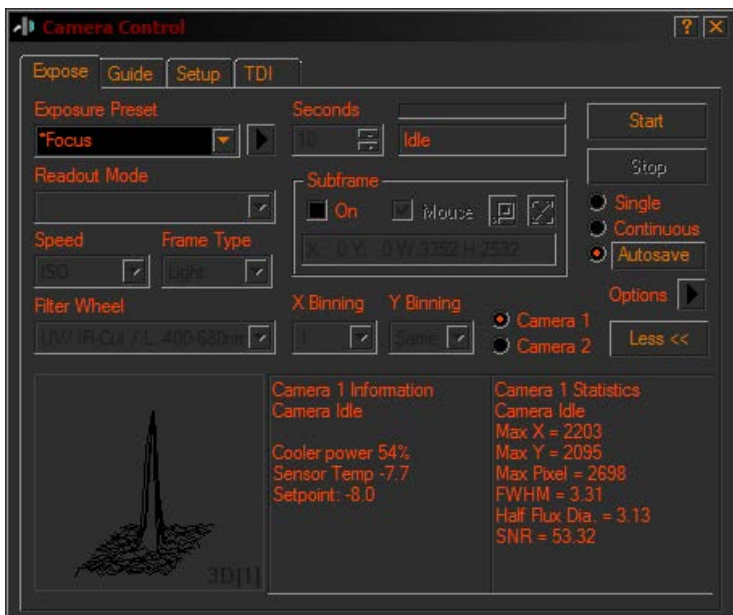 Camera Control
Expose Guide Setup TDI
Exposure Preset
*Focus
Seconds
10
Idle
Start
Stop
Readout Mode
Subframe
On Mouse
X: 0 Y: 0 W:3352 H:2532
Single
Continuous
Autosave
Speed
ISO
Frame Type
Light
Filter Wheel
UV/ IR-Cut / L. 400-680nm
X Binning
1
Y Binning
Same
Camera 1
Camera 2
Options
Less <<
3D[1]
Camera 1 Information
Camera Idle
Cooler power 54%
Sensor Temp -7.7
Setpoint: -8.0
Camera 1 Statistics
Camera Idle
Max X = 2203
Max Y = 2095
Max Pixel = 2698
FWHM = 3.31
Half Flux Dia. = 3.13
SNR = 53.32